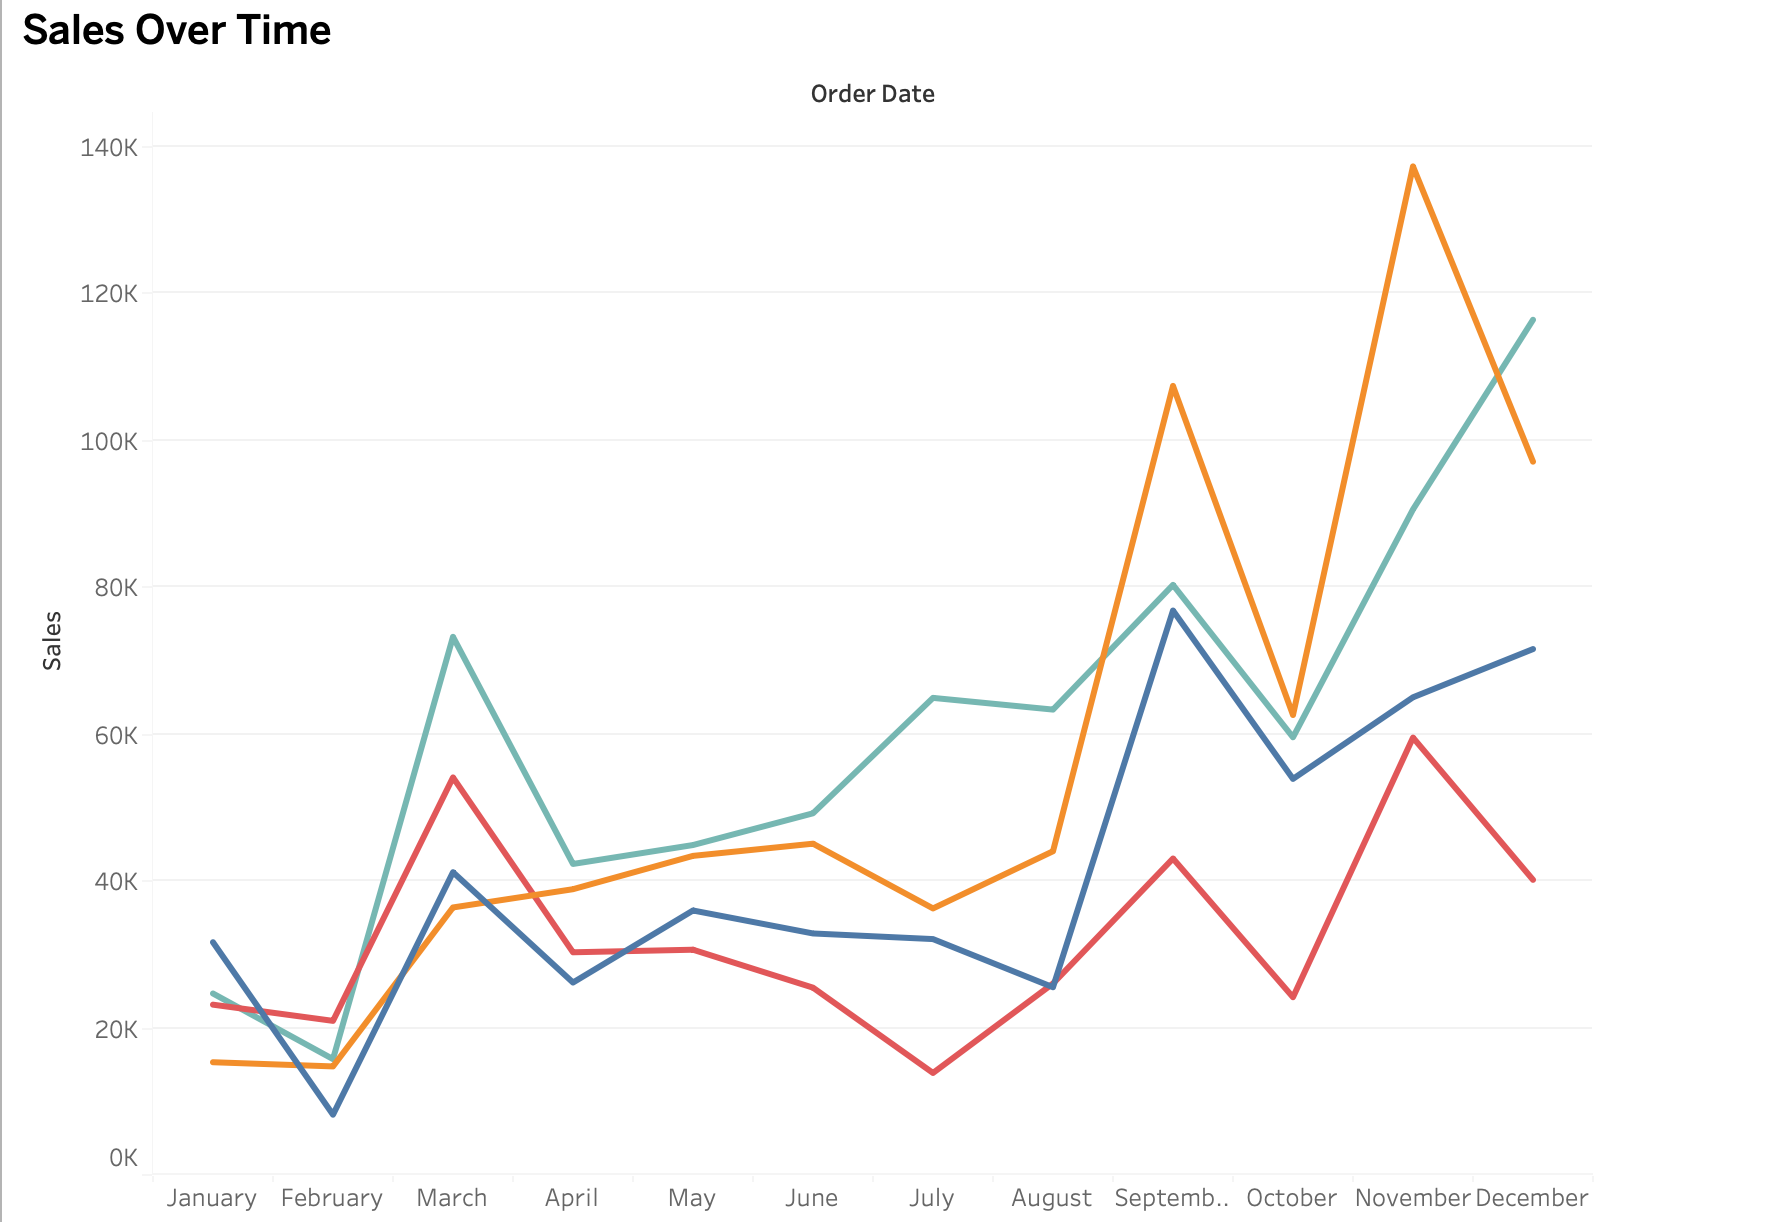 Sales Over Time
Order Date
140K
120K
100K
80K
Sales
60K
40K
20K
0K
January February March April May June July August Septemb.. October November December